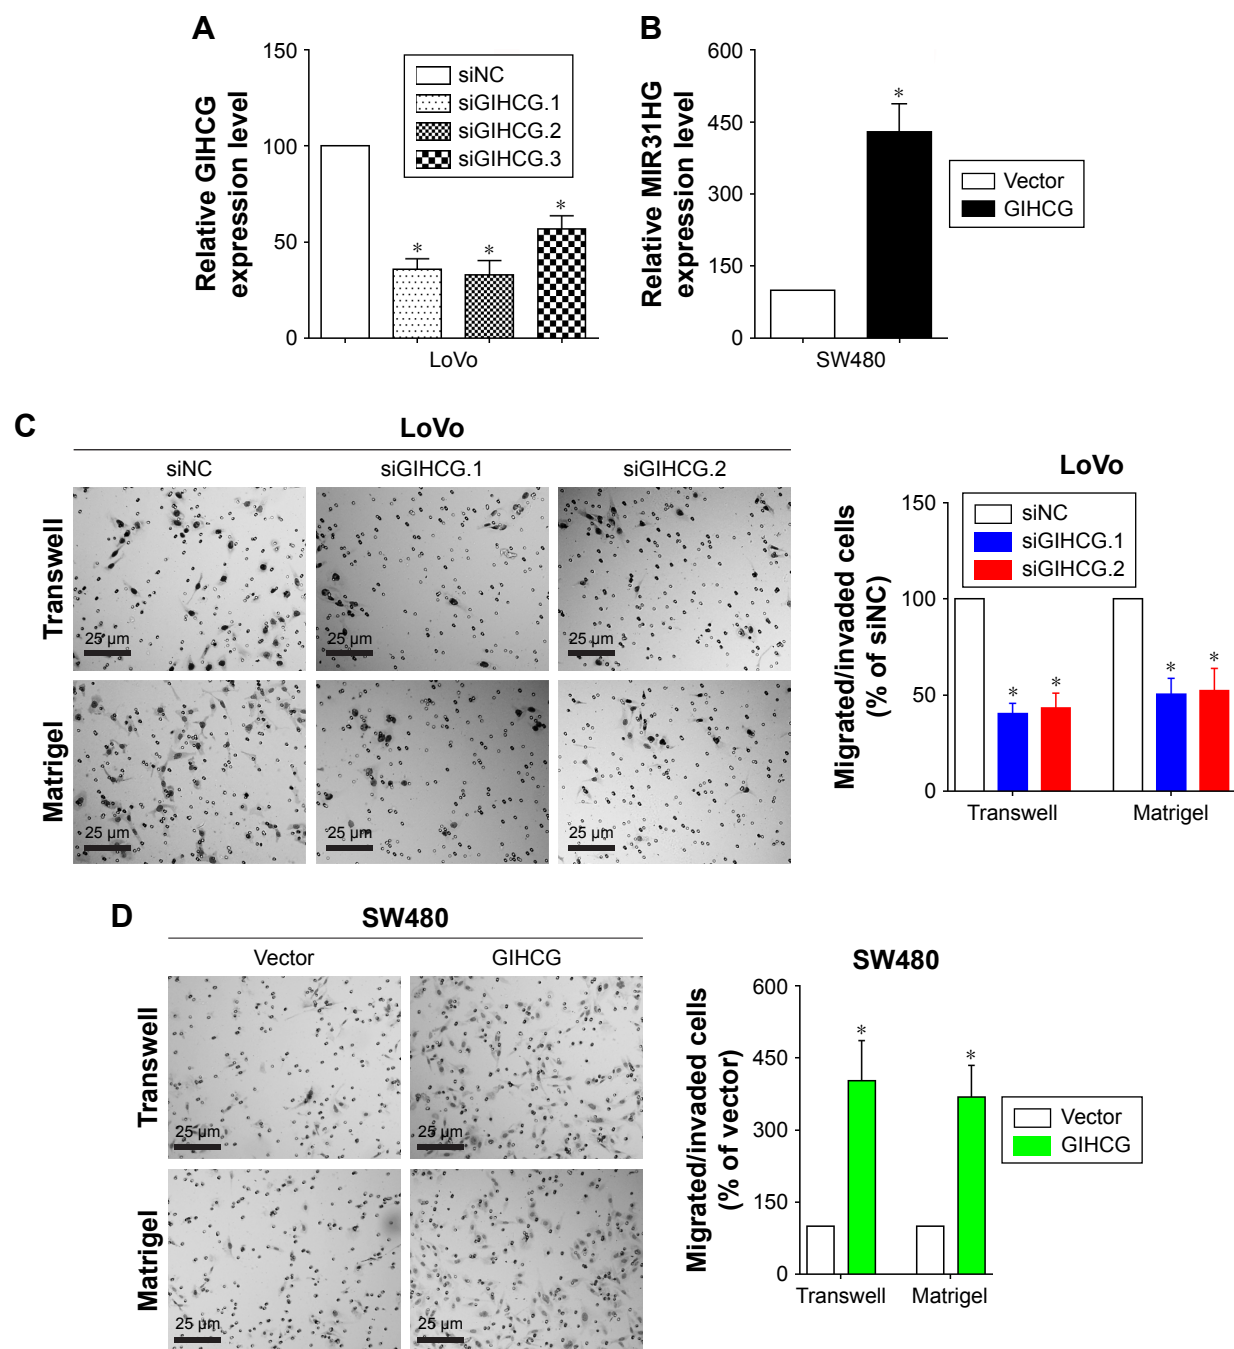 A
Relative GIHCG
expression level
150
100
50
0
siNC
siGIHCG.1
siGIHCG.2
siGIHCG.3
*
*
*
LoVo
B
Relative MIR31HG
expression level
600
450
300
150
0
*
Vector
GIHCG
SW480
C
LoVo
siNC
siGIHCG.1
siGIHCG.2
Transwell
25 µm
25 µm
25 µm
Matrigel
25 µm
25 µm
25 µm
LoVo
Migrated/invaded cells
(% of siNC)
150
100
50
0
siNC
siGIHCG.1
siGIHCG.2
*
*
*
*
Transwell
Matrigel
D
SW480
Vector
GIHCG
Transwell
25 µm
25 µm
Matrigel
25 µm
25 µm
SW480
Migrated/invaded cells
(% of vector)
600
450
300
150
0
*
*
Vector
GIHCG
Transwell
Matrigel